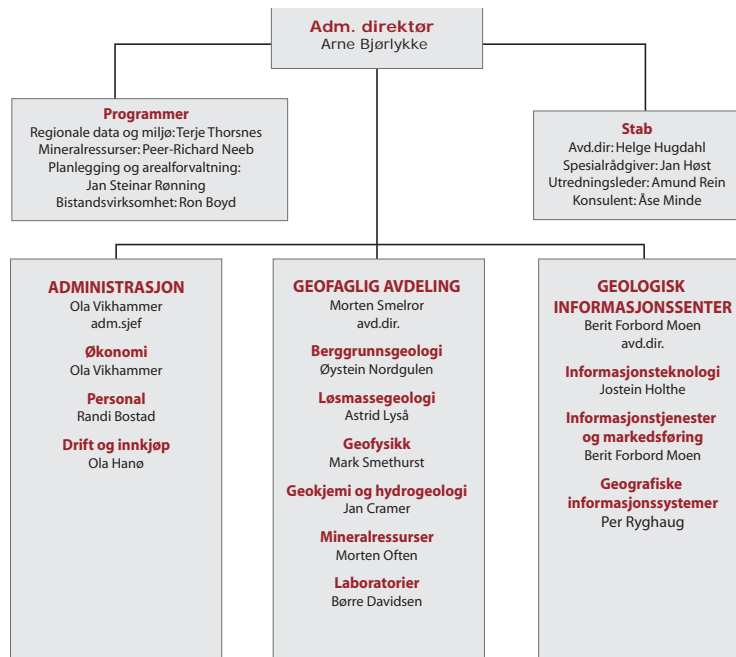 Adm. direktør
Arne Bjørlykke
Programmer
Regionale data og miljø: Terje Thorsnes
Mineralressurser: Peer-Richard Neeb
Planlegging og arealforvaltning:
Jan Steinar Rønning
Bistandsvirksomhet: Ron Boyd
Stab
Avd.dir: Helge Hugdahl
Spesialrådgiver: Jan Høst
Utredningsleder: Amund Rein
Konsulent: Åse Minde
ADMINISTRASJON
Ola Vikhammer
adm.sjef
Økonomi
Ola Vikhammer
Personal
Randi Bostad
Drift og innkjøp
Ola Hanø
GEOFAGLIG AVDELING
Morten Smelror
avd.dir.
Berggrunnsgeologi
Øystein Nordgulen
Løsmassegeologi
Astrid Lyså
Geofysikk
Mark Smethurst
Geokjemi og hydrogeologi
Jan Cramer
Mineralressurser
Morten Often
Laboratorier
Børre Davidsen
GEOLOGISK
INFORMASJONSSENTER
Berit Forbord Moen
avd.dir.
Informasjonsteknologi
Jostein Holthe
Informasjonstjenester
og markedsføring
Berit Forbord Moen
Geografiske
informasjonssystemer
Per Ryghaug